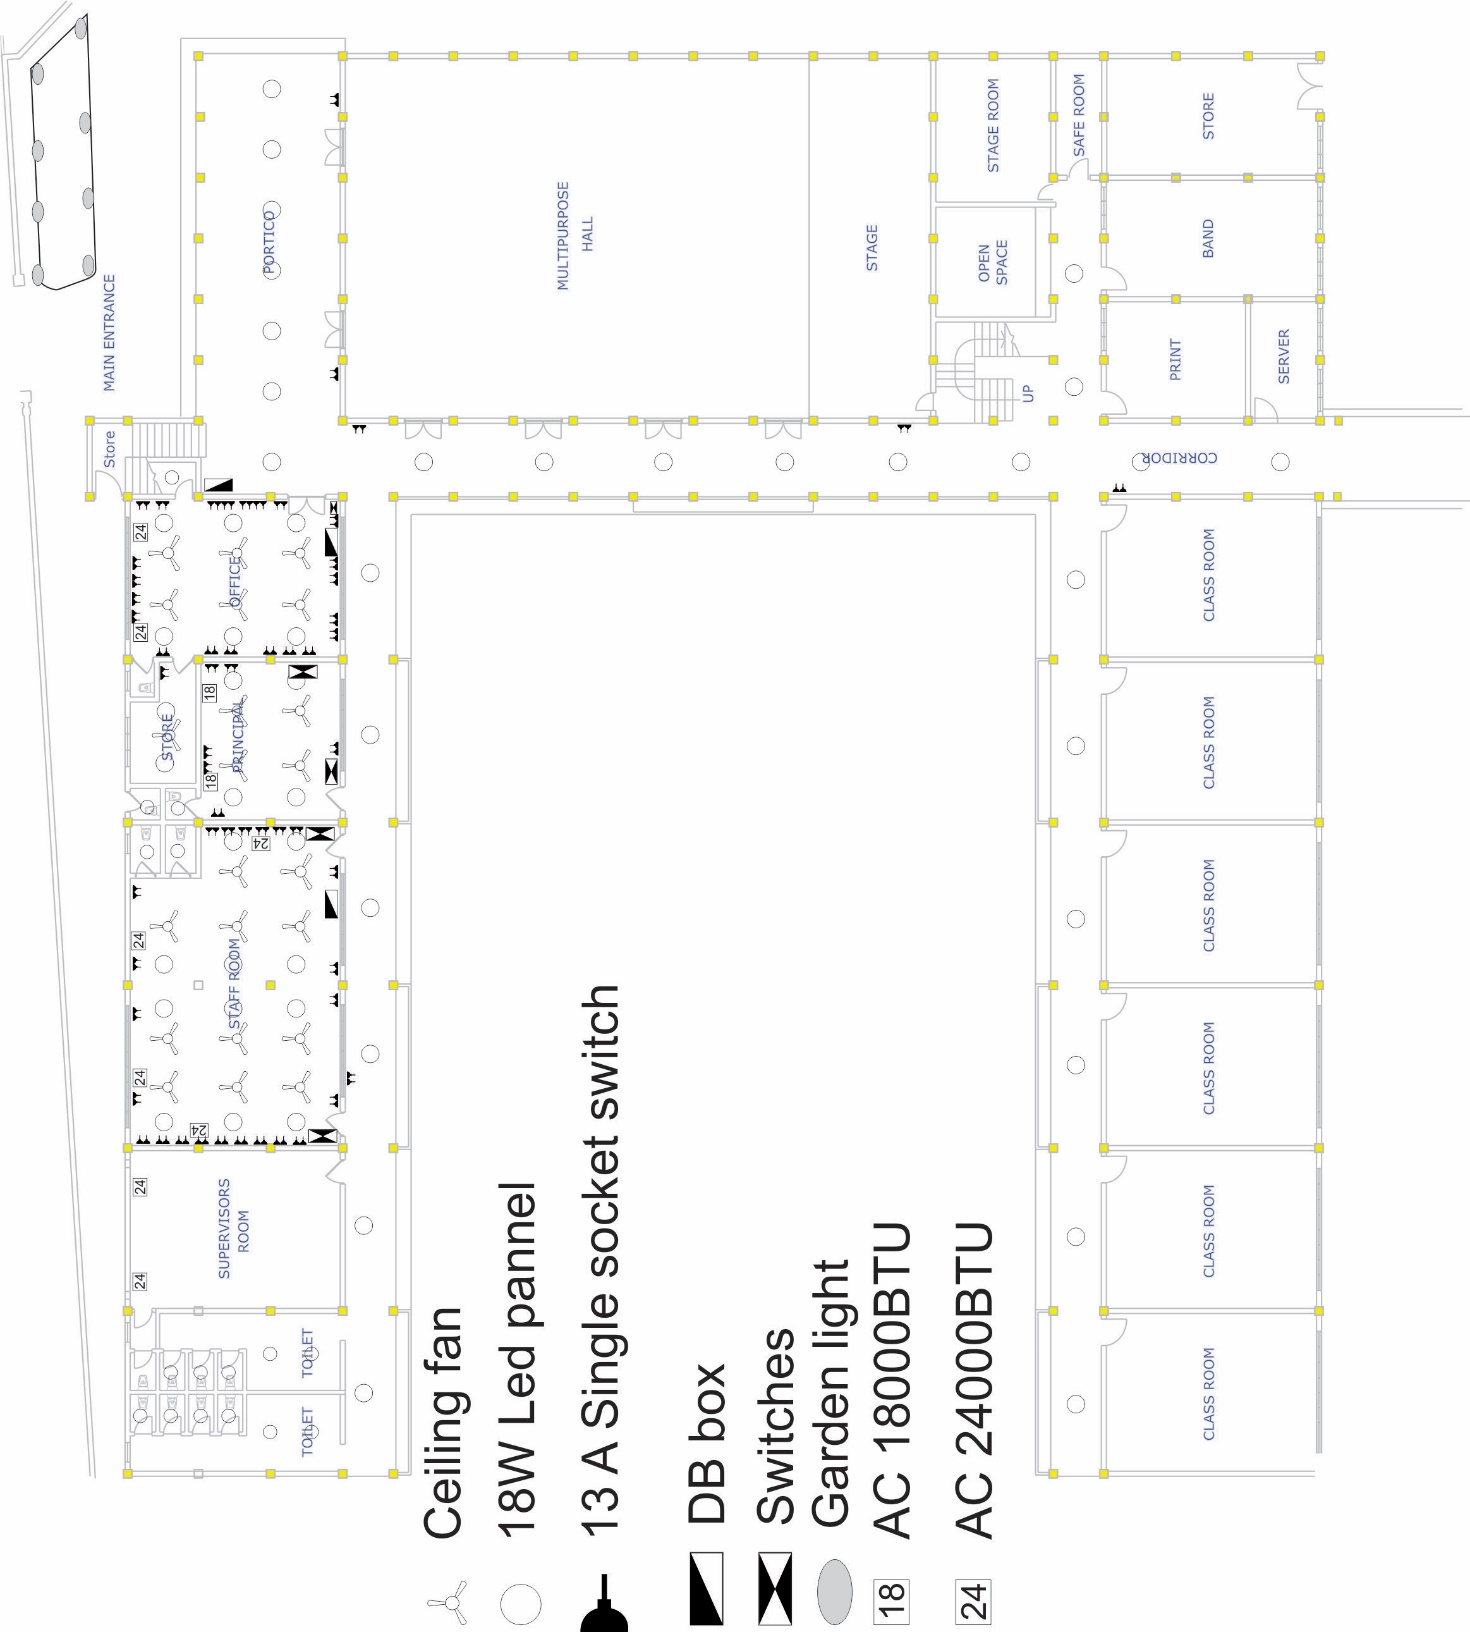 MAIN ENTRANCE
Store
PORTICO
MULTIPURPOSE
HALL
STAGE
STAGE ROOM
OPEN
SPACE
UP
SAFE ROOM
STORE
BAND
PRINT
SERVER
CORRIDOR
24
24
OFFICE
STORE
18
18
PRINCIPAL
24
24
24
24
STAFF ROOM
24
24
SUPERVISORS
ROOM
TOILET
TOILET
CLASS ROOM
CLASS ROOM
CLASS ROOM
CLASS ROOM
CLASS ROOM
CLASS ROOM
Ceiling fan
18W Led pannel
13 A Single socket switch
DB box
Switches
Garden light
18 AC 18000BTU
24 AC 24000BTU